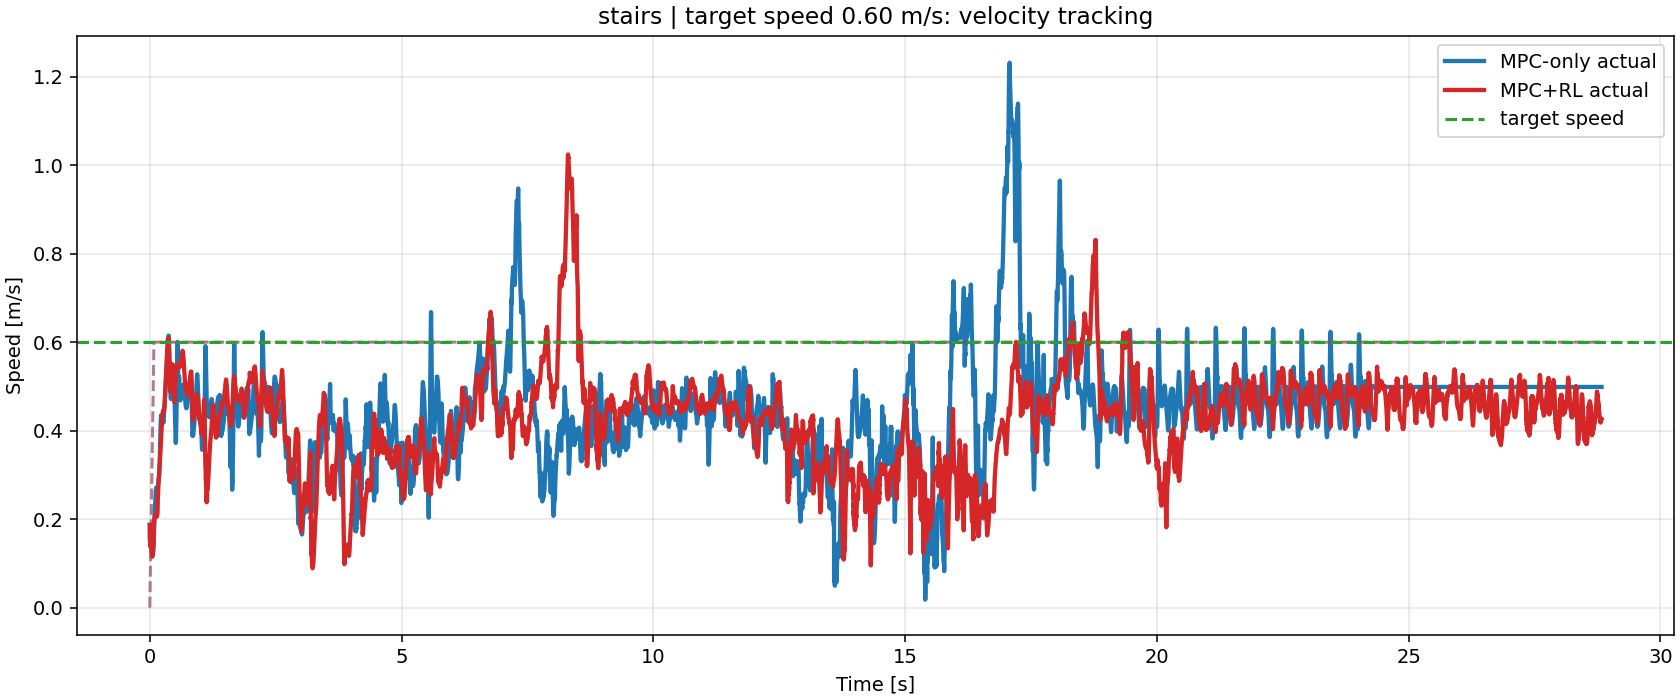 stairs | target speed 0.60 m/s: velocity tracking
MPC-only actual
MPC+RL actual
target speed
Speed [m/s]
1.2
1.0
0.8
0.6
0.4
0.2
0.0
0
5
10
15
20
25
30
Time [s]